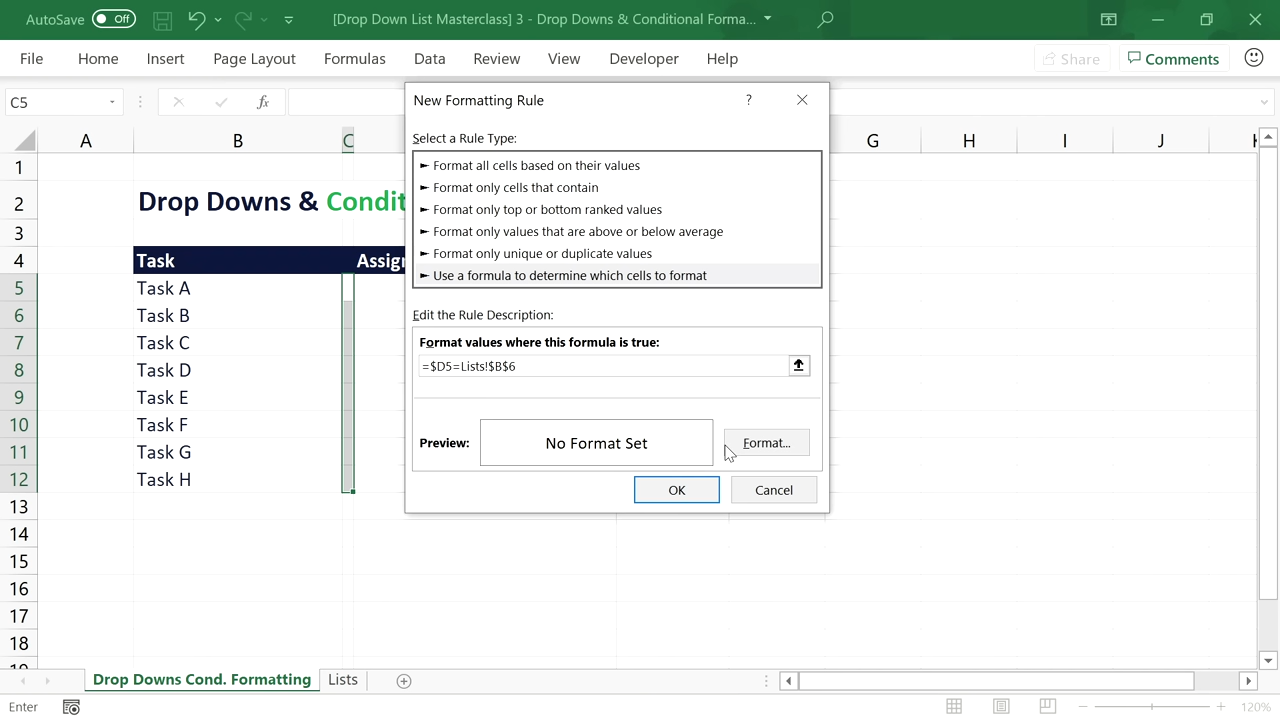 AutoSave Off [Drop Down List Masterclass] 3 - Drop Downs & Conditional Forma...
File Home Insert Page Layout Formulas Data Review View Developer Help Share Comments
C5 fx
New Formatting Rule ?
Select a Rule Type:
► Format all cells based on their values
► Format only cells that contain
► Format only top or bottom ranked values
► Format only values that are above or below average
► Format only unique or duplicate values
► Use a formula to determine which cells to format
Edit the Rule Description:
Format values where this formula is true:
=$D5=Lists!$B$6
Preview: No Format Set Format...
OK Cancel
A B C G H I J
1
2 Drop Downs & Condit
3
4 Task Assign
5 Task A
6 Task B
7 Task C
8 Task D
9 Task E
10 Task F
11 Task G
12 Task H
13
14
15
16
17
18
19
Drop Downs Cond. Formatting Lists
Enter 120%